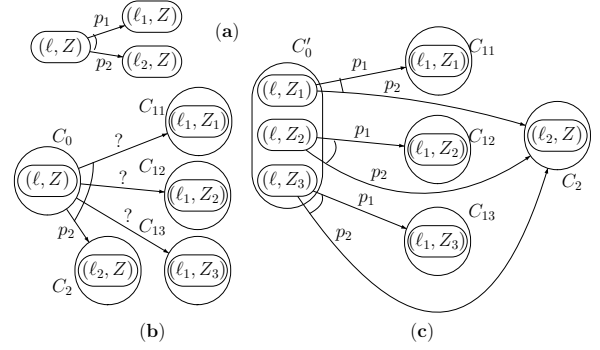 (ℓ, Z)
p₁
(ℓ₁, Z)
p₂
(ℓ₂, Z)
(a)
C₀
(ℓ, Z)
?
C₁₁
(ℓ₁, Z₁)
?
C₁₂
(ℓ₁, Z₂)
?
C₁₃
(ℓ₁, Z₃)
p₂
C₂
(ℓ₂, Z)
(b)
C₀′
(ℓ, Z₁)
(ℓ, Z₂)
(ℓ, Z₃)
p₁
C₁₁
(ℓ₁, Z₁)
p₂
p₁
C₁₂
(ℓ₁, Z₂)
p₂
p₁
C₁₃
(ℓ₁, Z₃)
p₂
(ℓ₂, Z)
C₂
(c)